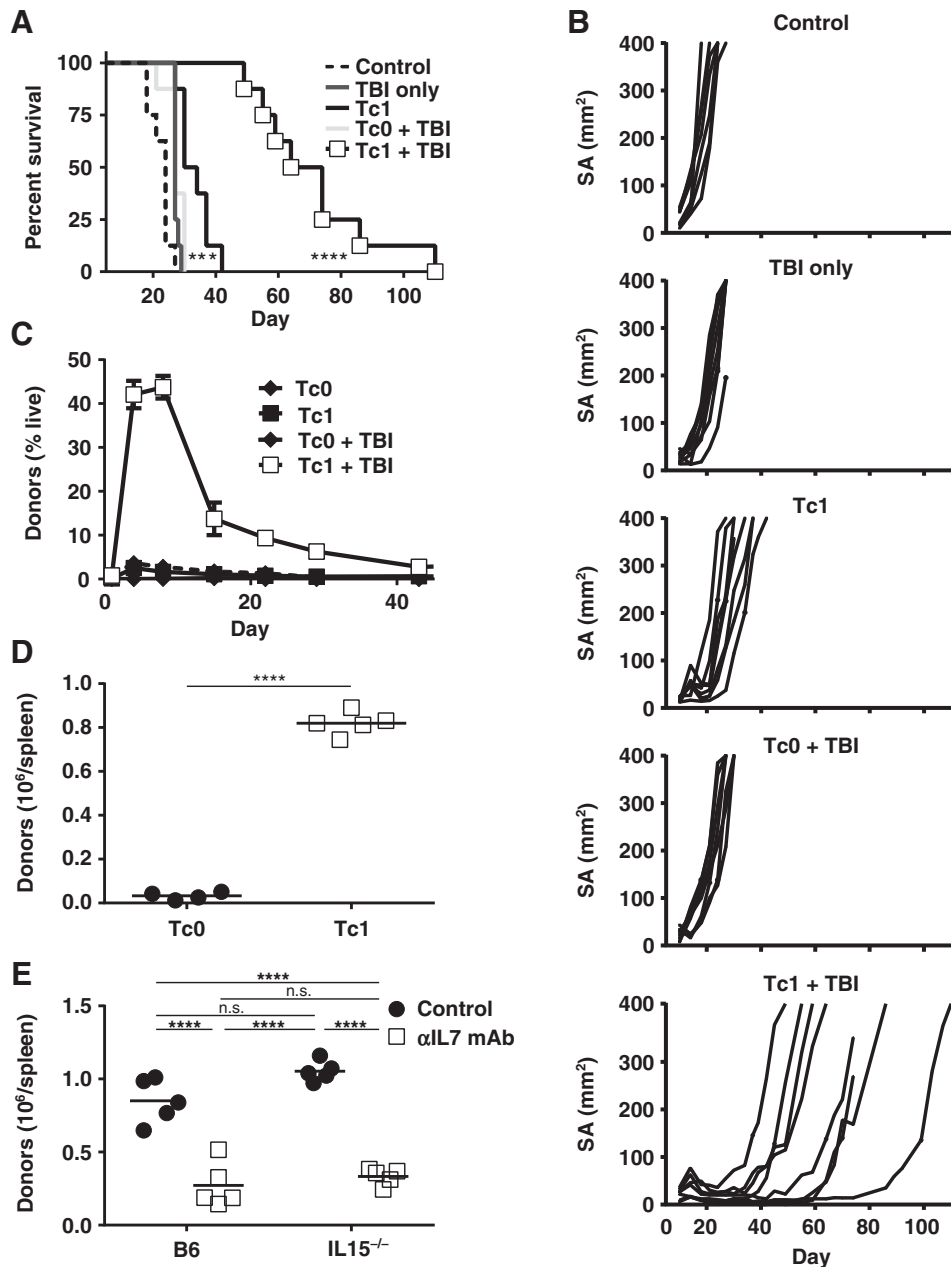 A
100
75
50
25
0
Percent survival
20 40 60 80 100
Day
Control
TBI only
Tc1
Tc0 + TBI
Tc1 + TBI
***
****
B
Control
400
300
200
100
0
SA (mm²)
TBI only
400
300
200
100
0
SA (mm²)
Tc1
400
300
200
100
0
SA (mm²)
Tc0 + TBI
400
300
200
100
0
SA (mm²)
Tc1 + TBI
400
300
200
100
0
SA (mm²)
0 20 40 60 80 100
Day
C
50
40
30
20
10
0
Donors (% live)
0 20 40
Day
Tc0
Tc1
Tc0 + TBI
Tc1 + TBI
D
1.0
0.8
0.6
0.4
0.2
0.0
Donors (10⁶/spleen)
****
Tc0 Tc1
E
1.5
1.0
0.5
0.0
Donors (10⁶/spleen)
****
n.s.
n.s.
**** **** ****
Control
αIL7 mAb
B6 IL15⁻/⁻